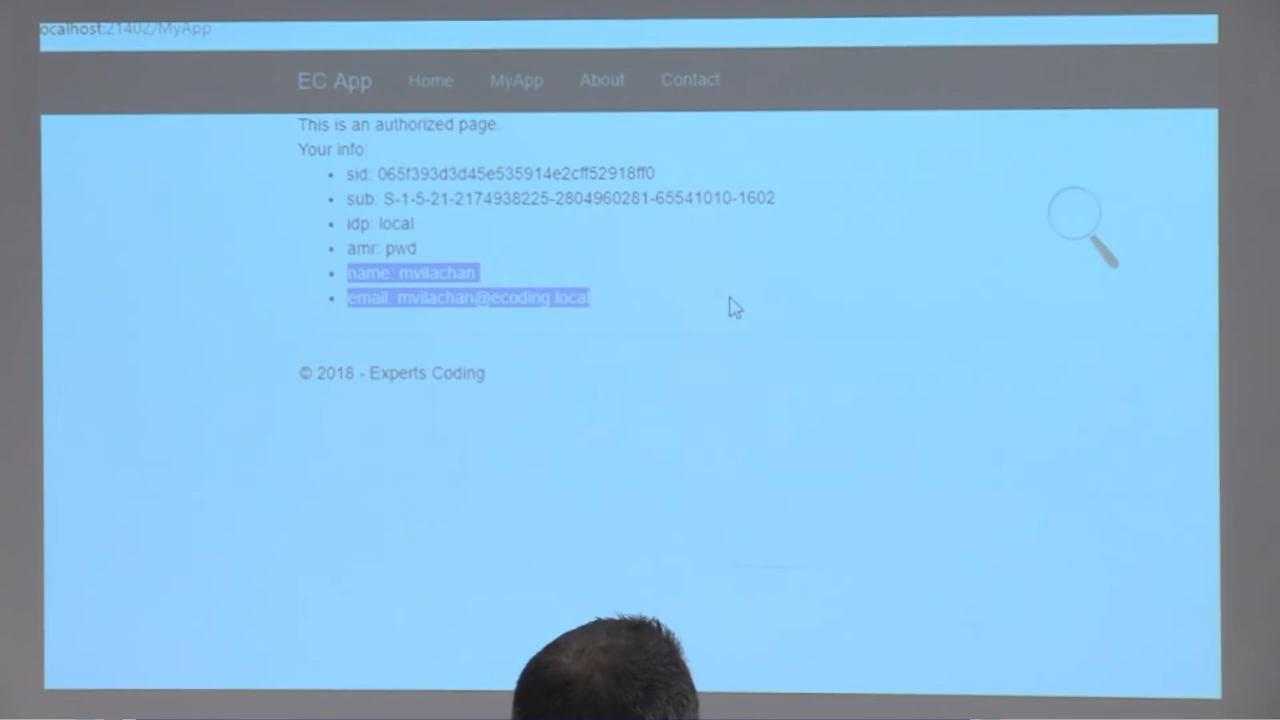 ocalhost:21402/MyApp
EC App Home MyApp About Contact
This is an authorized page.
Your info:
• sid: 065f393d3d45e535914e2cff52918ff0
• sub: S-1-5-21-2174938225-2804960281-65541010-1602
• idp: local
• amr: pwd
• name: mvilachan
• email: mvilachan@ecoding.local
© 2018 - Experts Coding